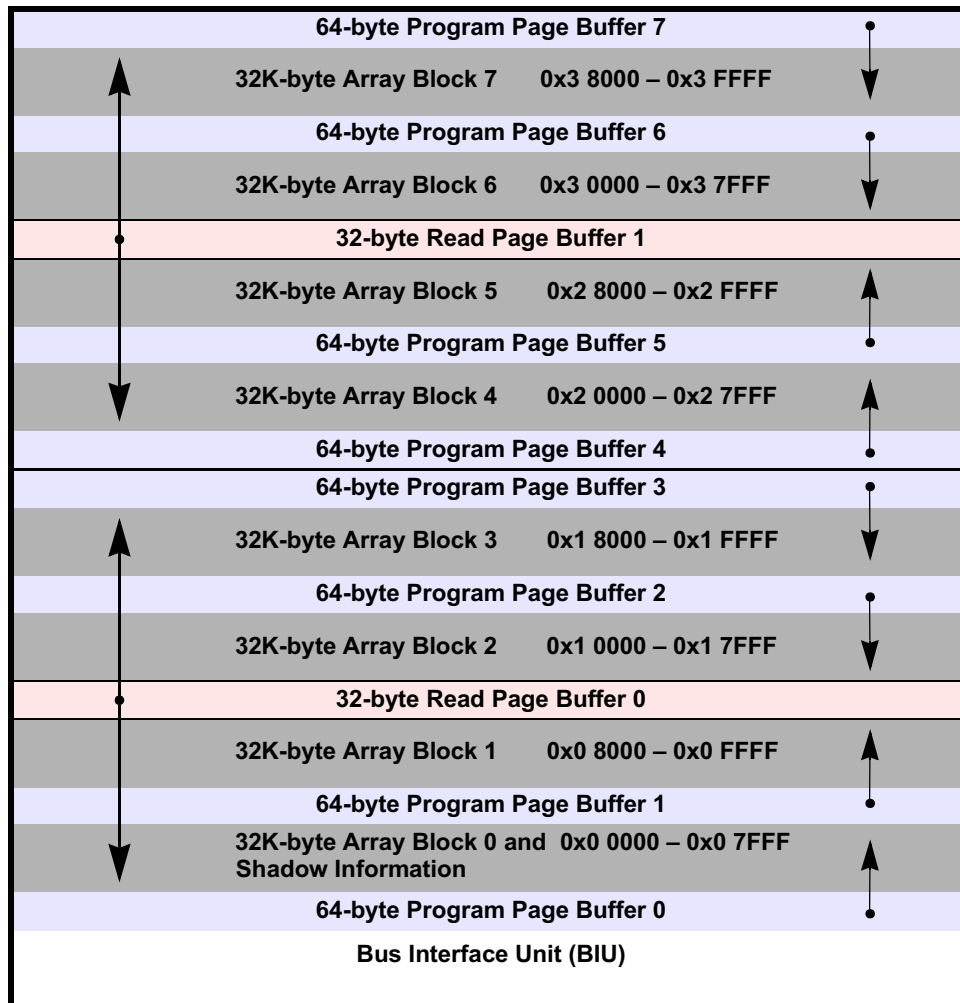 64-byte Program Page Buffer 7
32K-byte Array Block 7 0x3 8000 – 0x3 FFFF
64-byte Program Page Buffer 6
32K-byte Array Block 6 0x3 0000 – 0x3 7FFF
32-byte Read Page Buffer 1
32K-byte Array Block 5 0x2 8000 – 0x2 FFFF
64-byte Program Page Buffer 5
32K-byte Array Block 4 0x2 0000 – 0x2 7FFF
64-byte Program Page Buffer 4
64-byte Program Page Buffer 3
32K-byte Array Block 3 0x1 8000 – 0x1 FFFF
64-byte Program Page Buffer 2
32K-byte Array Block 2 0x1 0000 – 0x1 7FFF
32-byte Read Page Buffer 0
32K-byte Array Block 1 0x0 8000 – 0x0 FFFF
64-byte Program Page Buffer 1
32K-byte Array Block 0 and 0x0 0000 – 0x0 7FFF
Shadow Information
64-byte Program Page Buffer 0
Bus Interface Unit (BIU)